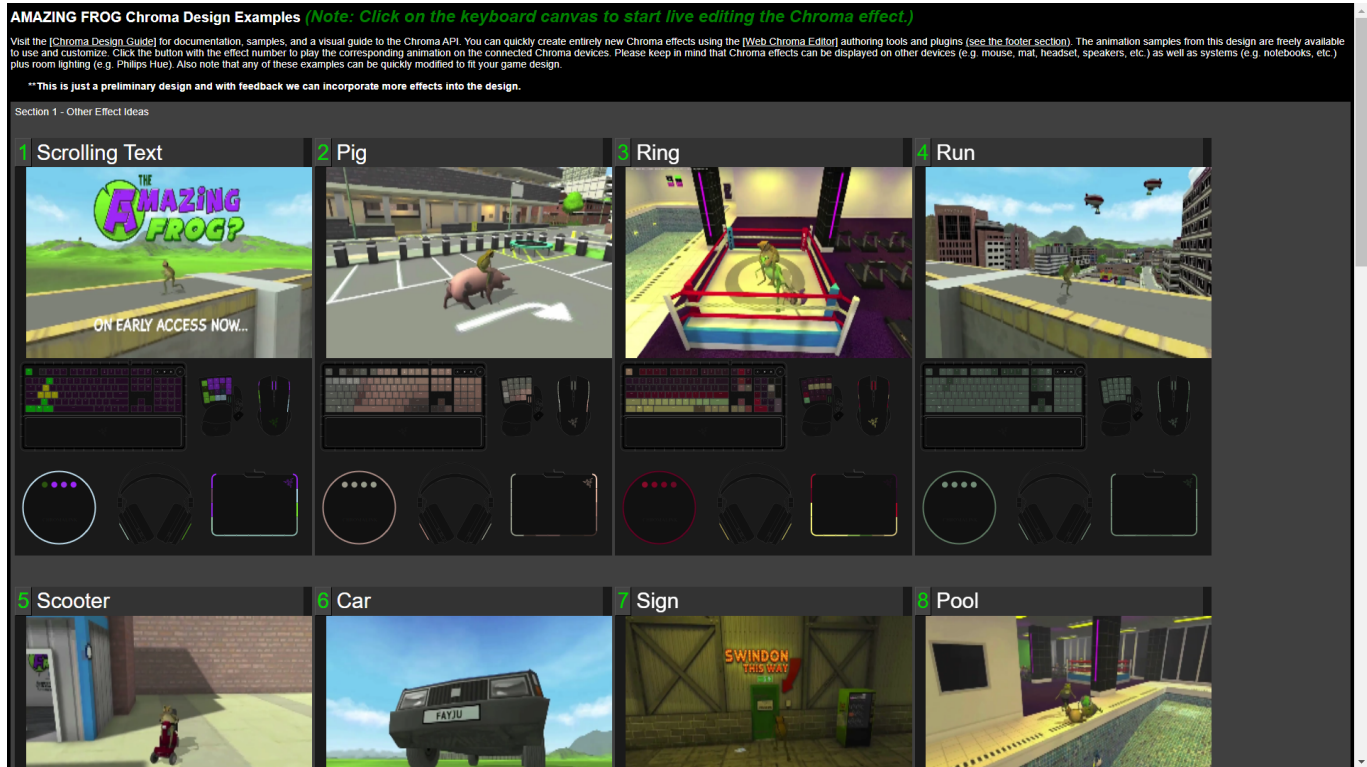 AMAZING FROG Chroma Design Examples (Note: Click on the keyboard canvas to start live editing the Chroma effect.)
Visit the [Chroma Design Guide] for documentation, samples, and a visual guide to the Chroma API. You can quickly create entirely new Chroma effects using the [Web Chroma Editor] authoring tools and plugins (see the footer section). The animation samples from this design are freely available
to use and customize. Click the button with the effect number to play the corresponding animation on the connected Chroma devices. Please keep in mind that Chroma effects can be displayed on other devices (e.g. mouse, mat, headset, speakers, etc.) as well as systems (e.g. notebooks, etc.)
plus room lighting (e.g. Philips Hue). Also note that any of these examples can be quickly modified to fit your game design.
**This is just a preliminary design and with feedback we can incorporate more effects into the design.
Section 1 - Other Effect Ideas
1 Scrolling Text
2 Pig
3 Ring
4 Run
THE
AMAZiNG
FROG?
ON EARLY ACCESS NOW...
5 Scooter
6 Car
7 Sign
8 Pool
FAYJU
SWINDON
THIS WAY